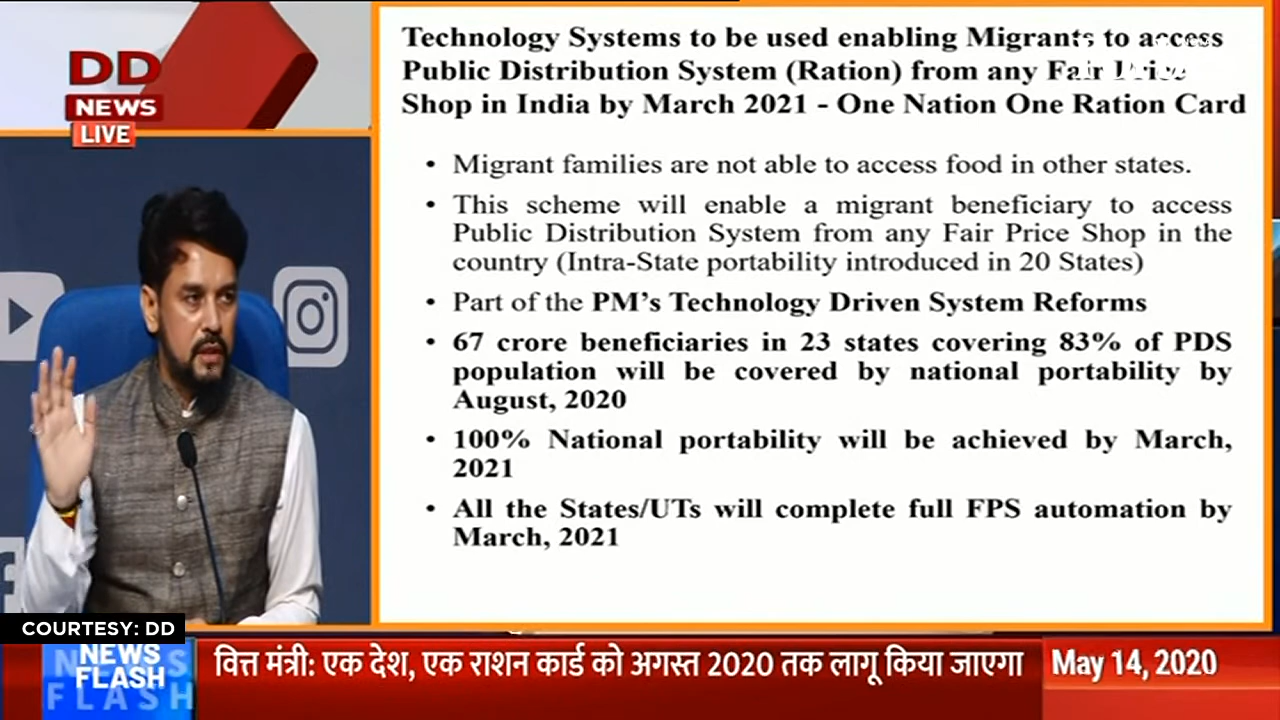 DD
NEWS
LIVE
Technology Systems to be used enabling Migrants to access
Public Distribution System (Ration) from any Fair Price
Shop in India by March 2021 - One Nation One Ration Card
• Migrant families are not able to access food in other states.
• This scheme will enable a migrant beneficiary to access
Public Distribution System from any Fair Price Shop in the
country (Intra-State portability introduced in 20 States)
• Part of the PM's Technology Driven System Reforms
• 67 crore beneficiaries in 23 states covering 83% of PDS
population will be covered by national portability by
August, 2020
• 100% National portability will be achieved by March,
2021
• All the States/UTs will complete full FPS automation by
March, 2021
COURTESY: DD
NEWS
FLASH
वित्त मंत्री: एक देश, एक राशन कार्ड को अगस्त 2020 तक लागू किया जाएगा
May 14, 2020